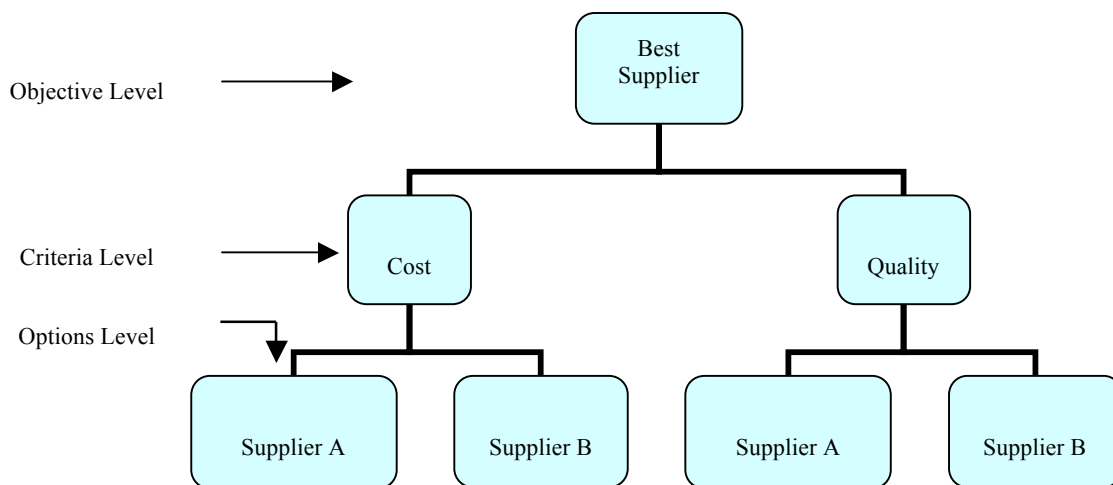 Best
Supplier
Objective Level
Criteria Level
Cost
Quality
Options Level
Supplier A
Supplier B
Supplier A
Supplier B